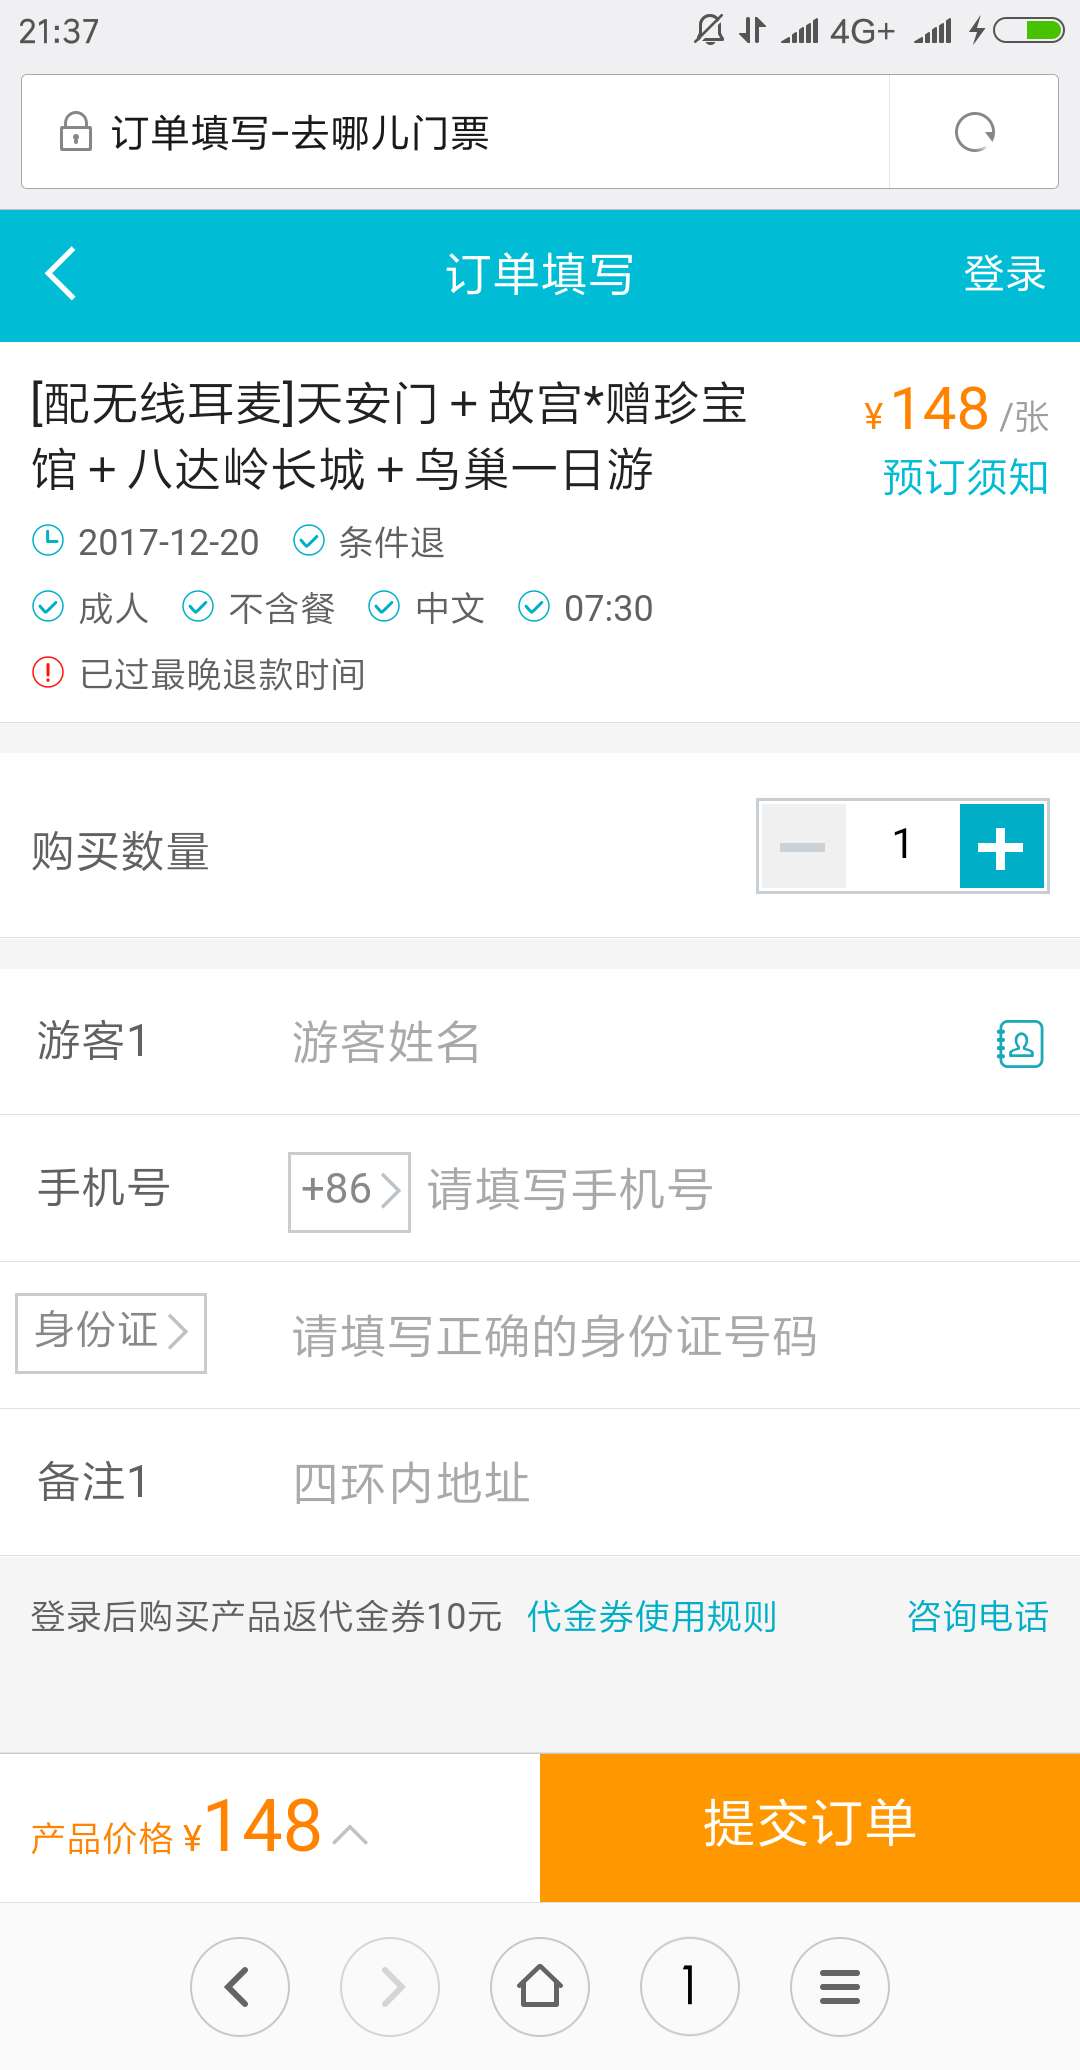 21:37 4G+
订单填写-去哪儿门票
订单填写 登录
[配无线耳麦]天安门+故宫*赠珍宝
馆+八达岭长城+鸟巢一日游
¥148 /张
预订须知
2017-12-20 条件退
成人 不含餐 中文 07:30
已过最晚退款时间
购买数量 1
游客1 游客姓名
手机号 +86 请填写手机号
身份证 请填写正确的身份证号码
备注1 四环内地址
登录后购买产品返代金券10元 代金券使用规则 咨询电话
产品价格 ¥148 提交订单
1